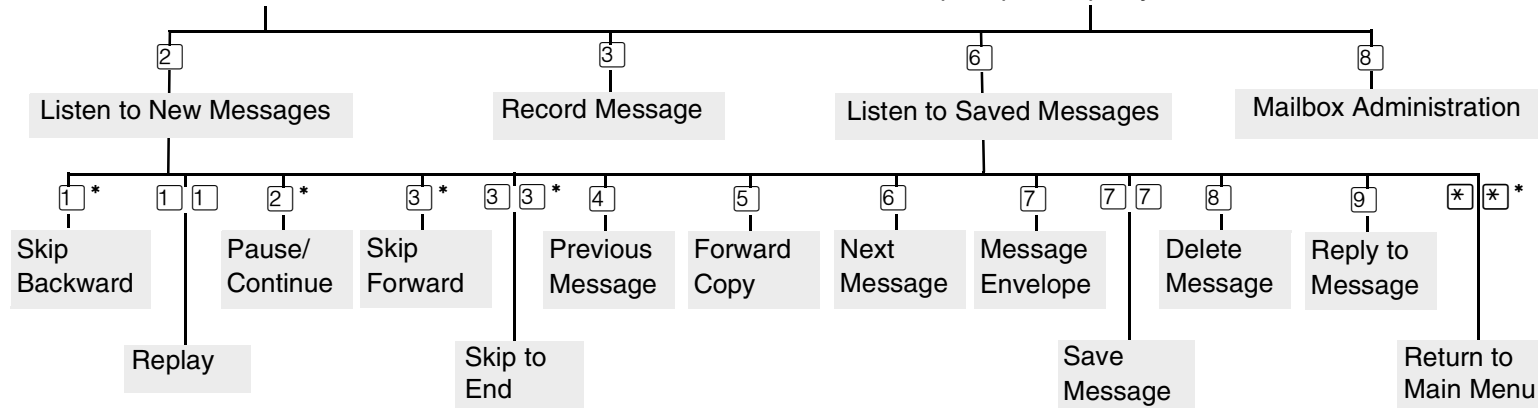 2
3
6
8
Listen to New Messages
Record Message
Listen to Saved Messages
Mailbox Administration
1 *
1 1
2 *
3 *
3 3 *
4
5
6
7
7 7
8
9
* * *
Skip
Backward
Pause/
Continue
Skip
Forward
Previous
Message
Forward
Copy
Next
Message
Message
Envelope
Delete
Message
Reply to
Message
Replay
Skip to
End
Save
Message
Return to
Main Menu